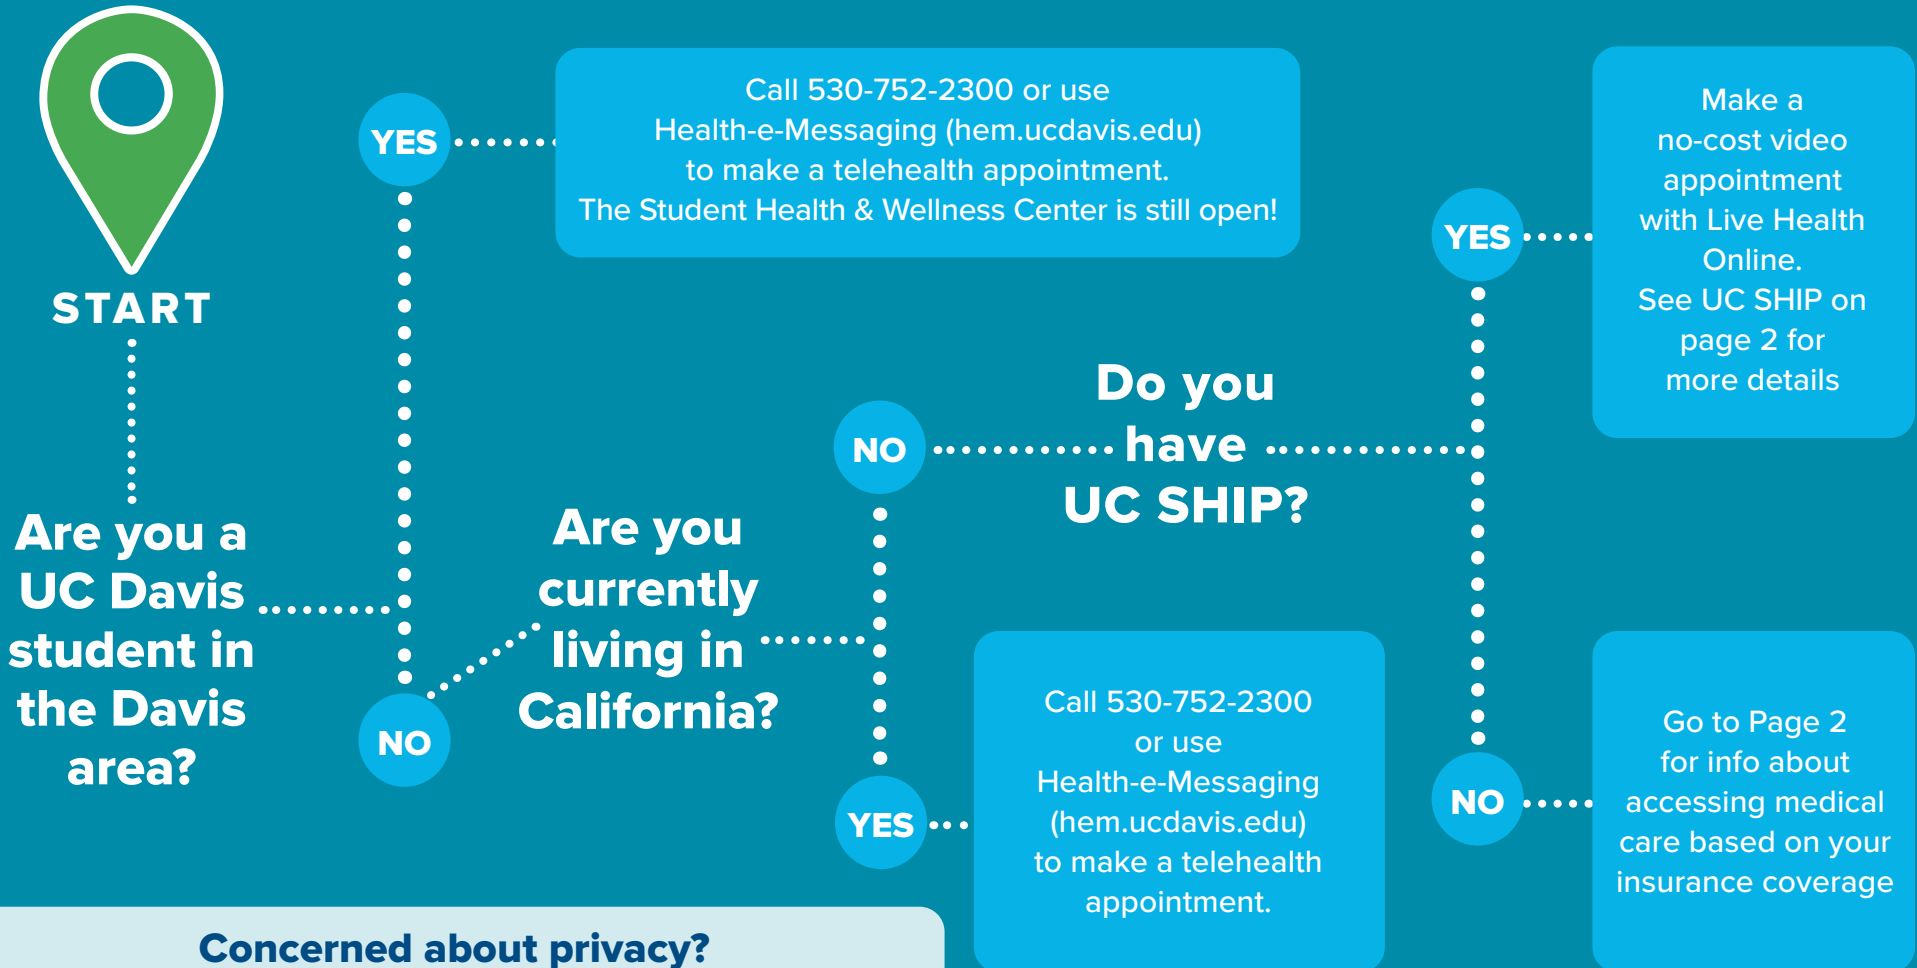 START
Are you a
UC Davis
student in
the Davis
area?
YES
Call 530-752-2300 or use
Health-e-Messaging (hem.ucdavis.edu)
to make a telehealth appointment.
The Student Health & Wellness Center is still open!
NO
Are you
currently
living in
California?
YES
Call 530-752-2300
or use
Health-e-Messaging
(hem.ucdavis.edu)
to make a telehealth
appointment.
NO
Do you
have
UC SHIP?
YES
Make a
no-cost video
appointment
with Live Health
Online.
See UC SHIP on
page 2 for
more details
NO
Go to Page 2
for info about
accessing medical
care based on your
insurance coverage
Concerned about privacy?